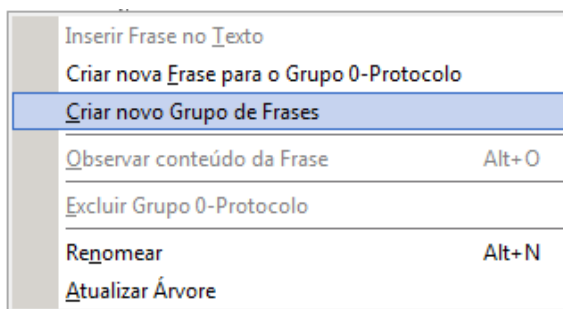 Inserir Frase no Texto
Criar nova Frase para o Grupo 0-Protocolo
Criar novo Grupo de Frases
Observar conteúdo da Frase Alt+O
Excluir Grupo 0-Protocolo
Renomear Alt+N
Atualizar Árvore